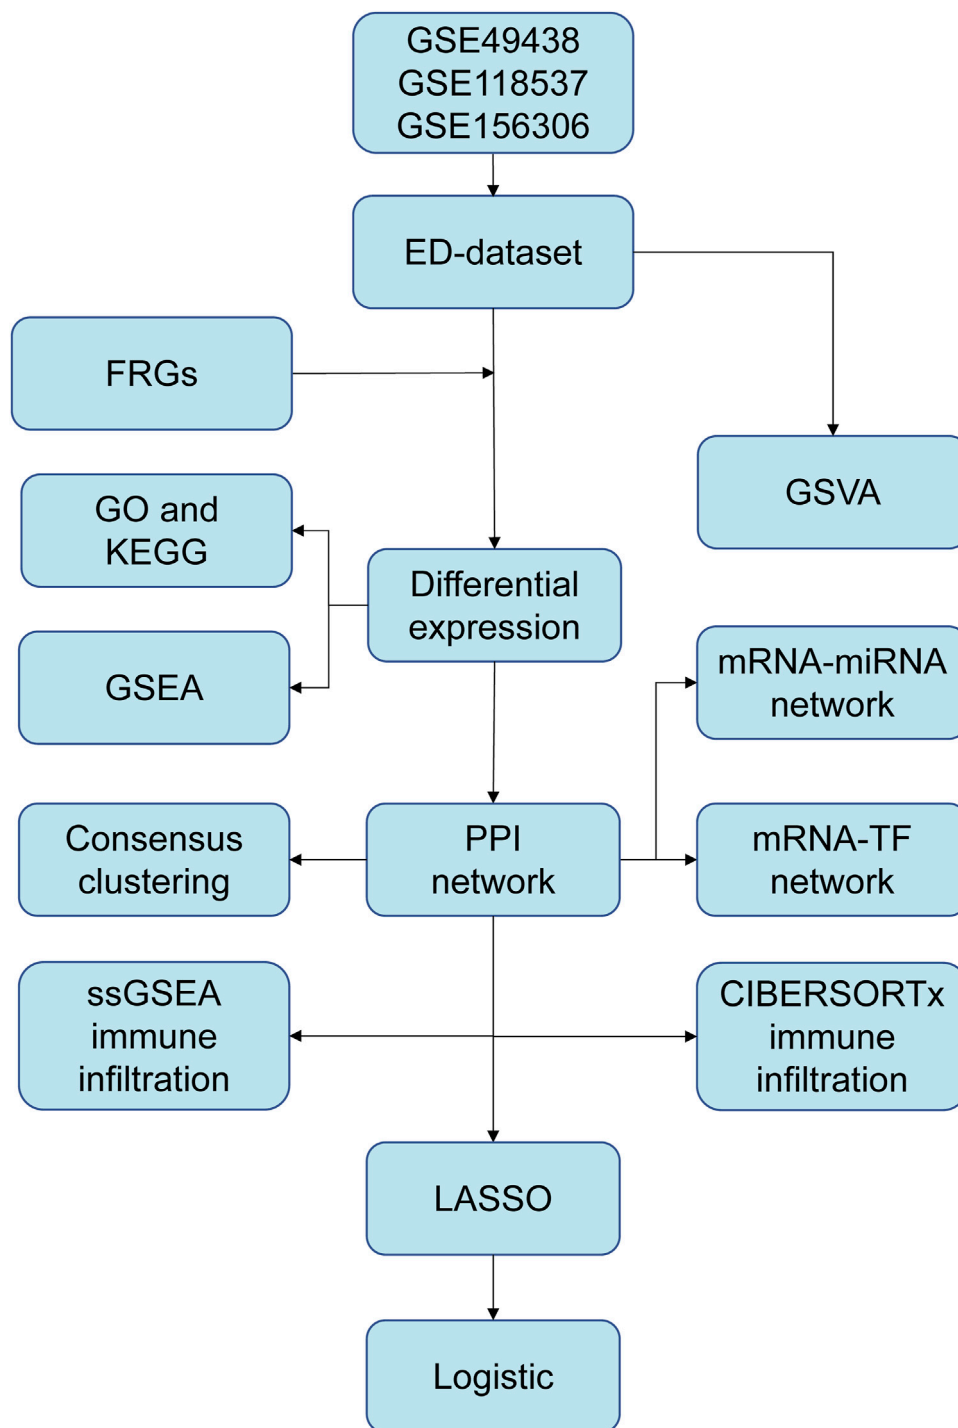 GSE49438
GSE118537
GSE156306
ED-dataset
FRGs
GSVA
GO and
KEGG
Differential
expression
GSEA
mRNA-miRNA
network
Consensus
clustering
PPI
network
mRNA-TF
network
ssGSEA
immune
infiltration
CIBERSORTx
immune
infiltration
LASSO
Logistic